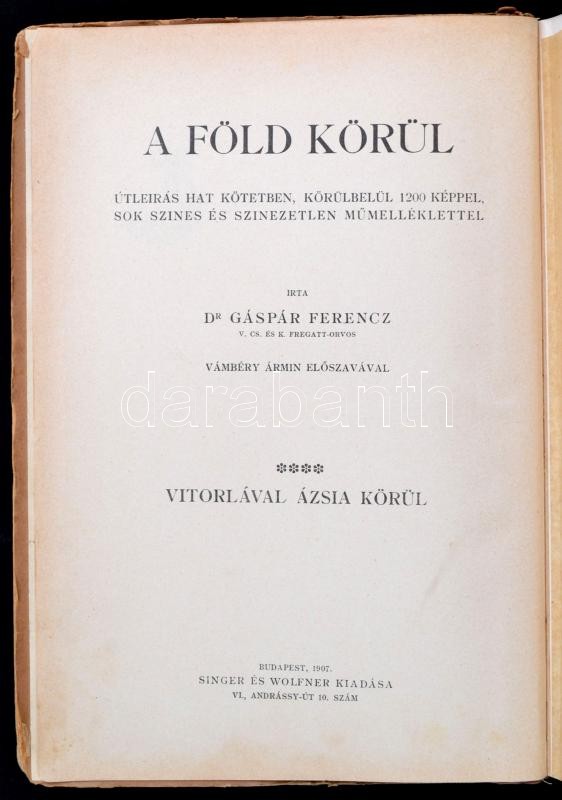 A FÖLD KÖRÜL
ÚTLEIRÁS HAT KÖTETBEN, KÖRÜLBELÜL 1200 KÉPPEL,
SOK SZINES ÉS SZINEZETLEN MŰMELLÉKLETTEL
IRTA
DR GÁSPÁR FERENCZ
V. CS. ÉS K. FREGATT-ORVOS
VÁMBÉRY ÁRMIN ELŐSZAVÁVAL
darabanth
VITORLÁVAL ÁZSIA KÖRÜL
BUDAPEST, 1907.
SINGER ÉS WOLFNER KIADÁSA
VI., ANDRÁSSY-ÚT 10. SZÁM